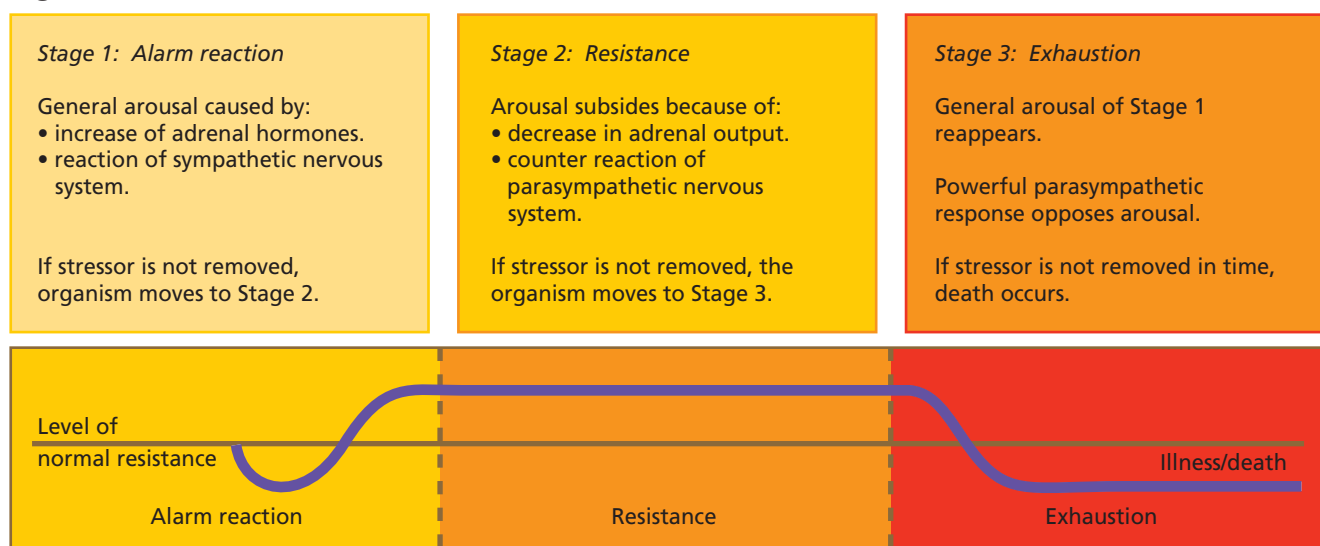 Stage 1: Alarm reaction
General arousal caused by:
• increase of adrenal hormones.
• reaction of sympathetic nervous
system.
If stressor is not removed,
organism moves to Stage 2.
Stage 2: Resistance
Arousal subsides because of:
• decrease in adrenal output.
• counter reaction of
parasympathetic nervous
system.
If stressor is not removed, the
organism moves to Stage 3.
Stage 3: Exhaustion
General arousal of Stage 1
reappears.
Powerful parasympathetic
response opposes arousal.
If stressor is not removed in time,
death occurs.
Level of
normal resistance
Illness/death
Alarm reaction
Resistance
Exhaustion